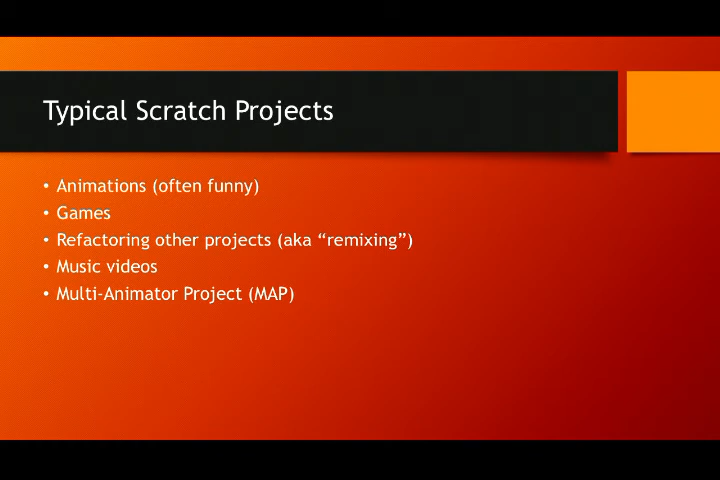 Typical Scratch Projects
• Animations (often funny)
• Games
• Refactoring other projects (aka “remixing”)
• Music videos
• Multi-Animator Project (MAP)